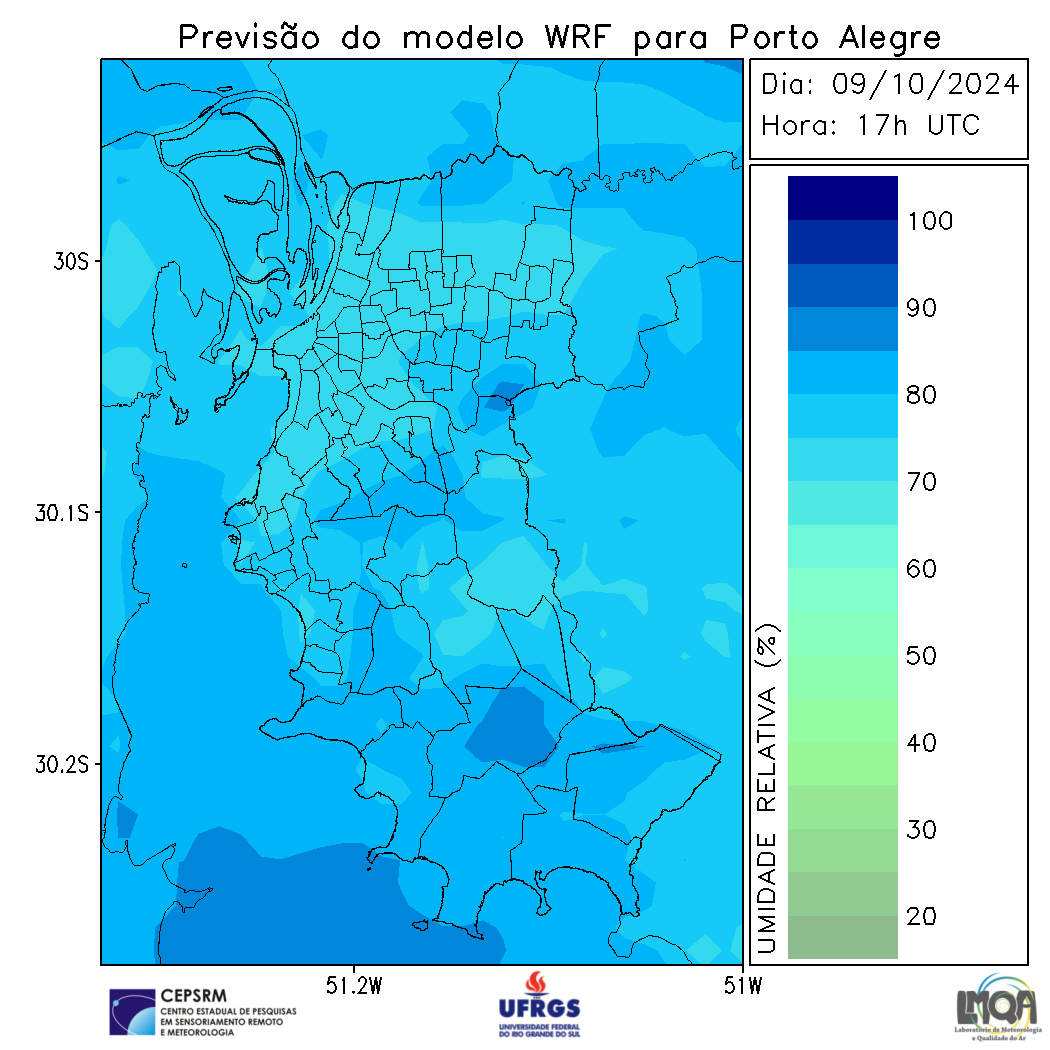 Previsão do modelo WRF para Porto Alegre
Dia: 09/10/2024
Hora: 17h UTC
100
90
80
70
60
50
40
30
20
UMIDADE RELATIVA (%)
30S
30.1S
30.2S
51.2W
51W
CEPSRM
CENTRO ESTADUAL DE PESQUISAS
EM SENSORIAMENTO REMOTO
E METEOROLOGIA
UFRGS
UNIVERSIDADE FEDERAL
DO RIO GRANDE DO SUL
LMQA
Laboratório de Meteorologia
e Qualidade do Ar